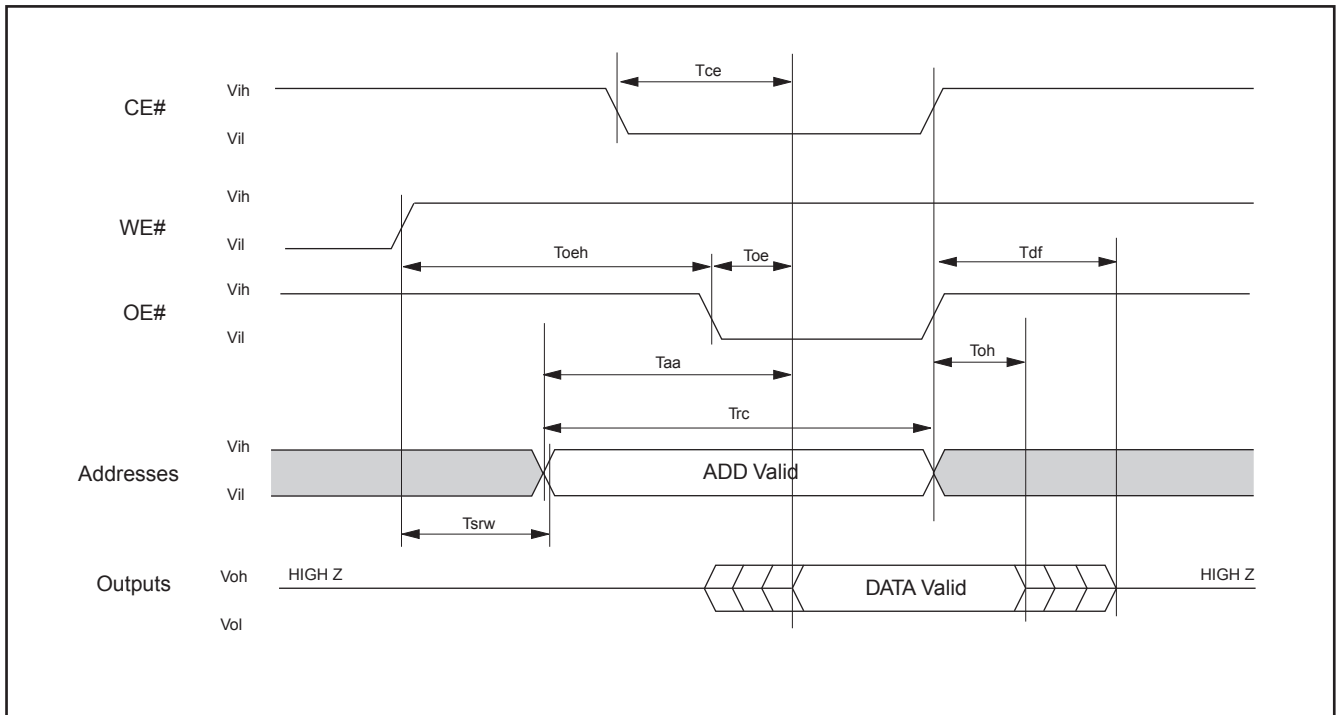 Tce
Vih
CE#
Vil
Vih
WE#
Vil
Toeh
Toe
Tdf
Vih
OE#
Vil
Toh
Taa
Trc
Vih
Addresses
ADD Valid
Vil
Tsrw
Voh
HIGH Z
HIGH Z
Outputs
DATA Valid
Vol